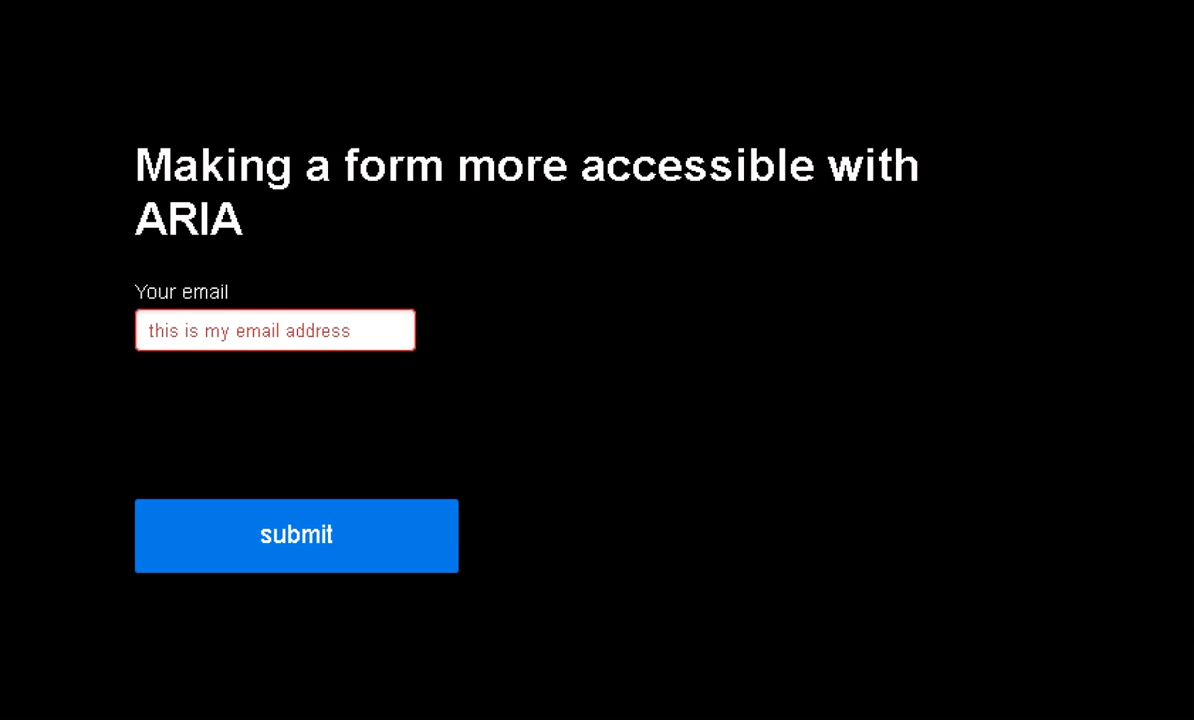 Making a form more accessible with
ARIA
Your email
this is my email address
submit